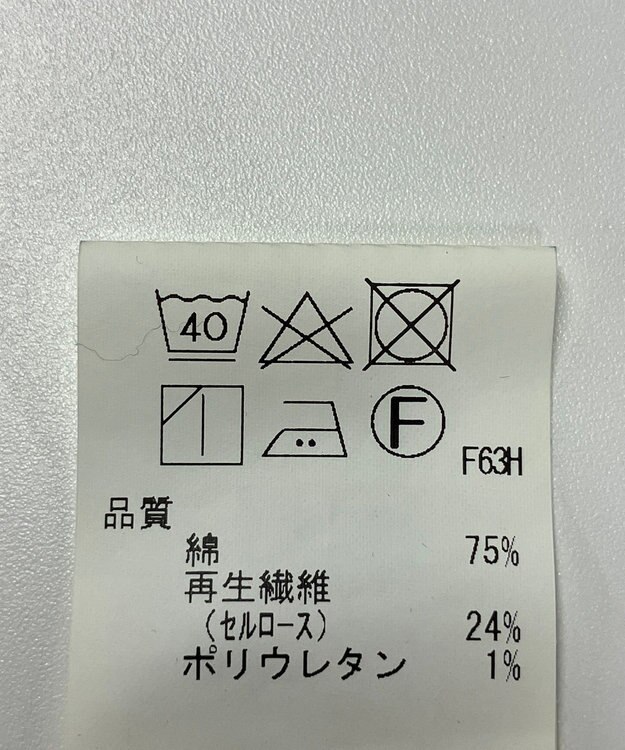 40
F
F63H
品質
綿 75%
再生繊維
(セルロース) 24%
ポリウレタン 1%